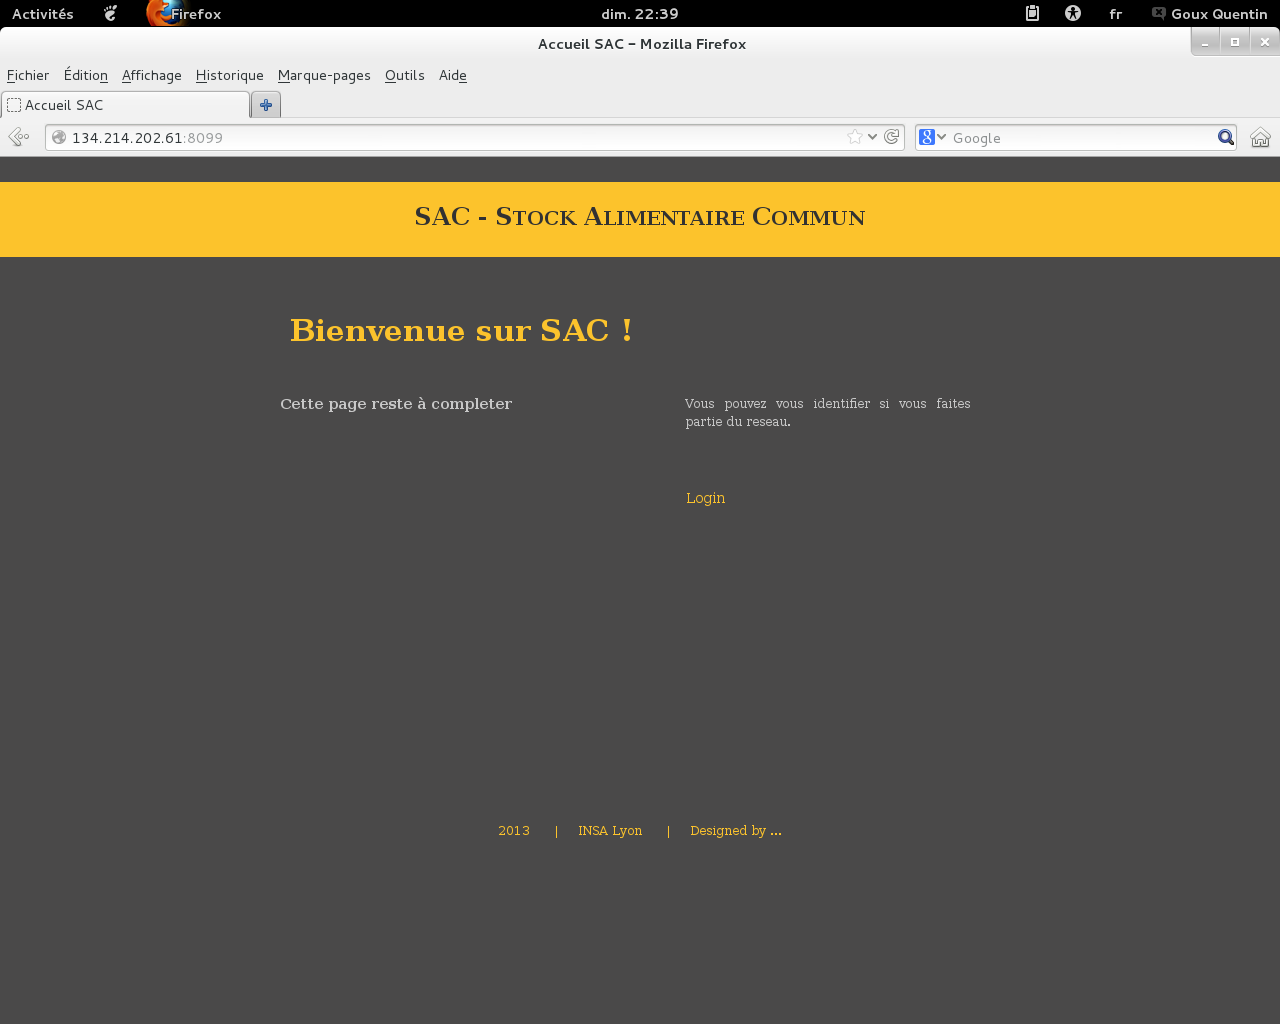 Activités Firefox dim. 22:39 fr Goux Quentin
Accueil SAC - Mozilla Firefox
Fichier Édition Affichage Historique Marque-pages Outils Aide
Accueil SAC
134.214.202.61:8099 Google
SAC - Stock Alimentaire Commun
Bienvenue sur SAC !
Cette page reste à completer
Vous pouvez vous identifier si vous faites
partie du reseau.
Login
2013 | INSA Lyon | Designed by ...